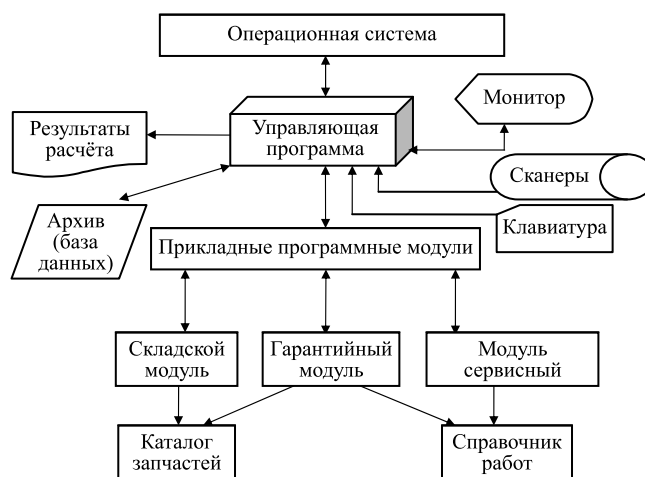 Операционная система
Монитор
Результаты
расчёта
Управляющая
программа
Сканеры
Архив
(база
данных)
Клавиатура
Прикладные программные модули
Складской
модуль
Гарантийный
модуль
Модуль
сервисный
Каталог
запчастей
Справочник
работ